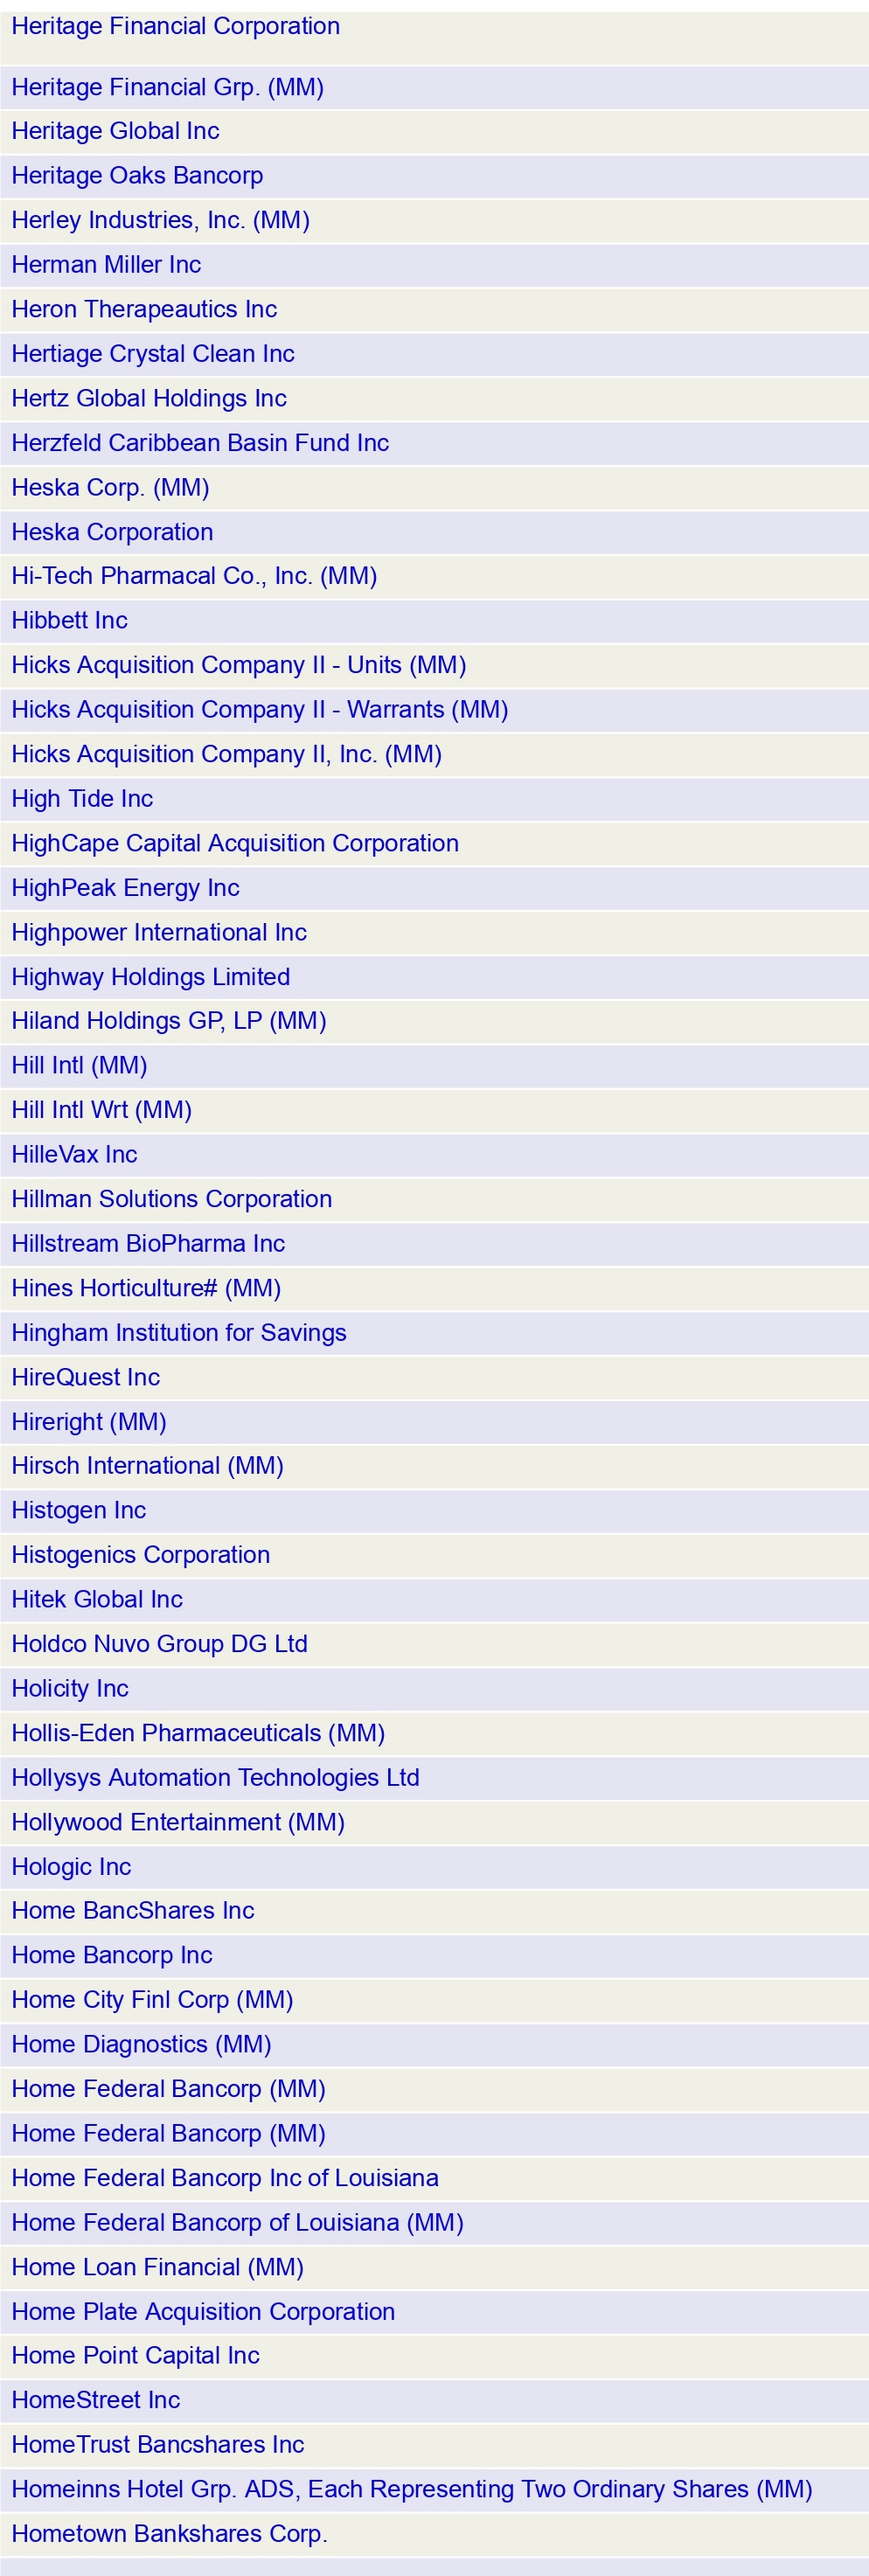 Heritage Financial Corporation
Heritage Financial Grp. (MM)
Heritage Global Inc
Heritage Oaks Bancorp
Herley Industries, Inc. (MM)
Herman Miller Inc
Heron Therapeautics Inc
Hertiage Crystal Clean Inc
Hertz Global Holdings Inc
Herzfeld Caribbean Basin Fund Inc
Heska Corp. (MM)
Heska Corporation
Hi-Tech Pharmacal Co., Inc. (MM)
Hibbett Inc
Hicks Acquisition Company II - Units (MM)
Hicks Acquisition Company II - Warrants (MM)
Hicks Acquisition Company II, Inc. (MM)
High Tide Inc
HighCape Capital Acquisition Corporation
HighPeak Energy Inc
Highpower International Inc
Highway Holdings Limited
Hiland Holdings GP, LP (MM)
Hill Intl (MM)
Hill Intl Wrt (MM)
HilleVax Inc
Hillman Solutions Corporation
Hillstream BioPharma Inc
Hines Horticulture# (MM)
Hingham Institution for Savings
HireQuest Inc
Hireright (MM)
Hirsch International (MM)
Histogen Inc
Histogenics Corporation
Hitek Global Inc
Holdco Nuvo Group DG Ltd
Holicity Inc
Hollis-Eden Pharmaceuticals (MM)
Hollysys Automation Technologies Ltd
Hollywood Entertainment (MM)
Hologic Inc
Home BancShares Inc
Home Bancorp Inc
Home City Finl Corp (MM)
Home Diagnostics (MM)
Home Federal Bancorp (MM)
Home Federal Bancorp (MM)
Home Federal Bancorp Inc of Louisiana
Home Federal Bancorp of Louisiana (MM)
Home Loan Financial (MM)
Home Plate Acquisition Corporation
Home Point Capital Inc
HomeStreet Inc
HomeTrust Bancshares Inc
Homeinns Hotel Grp. ADS, Each Representing Two Ordinary Shares (MM)
Hometown Bankshares Corp.